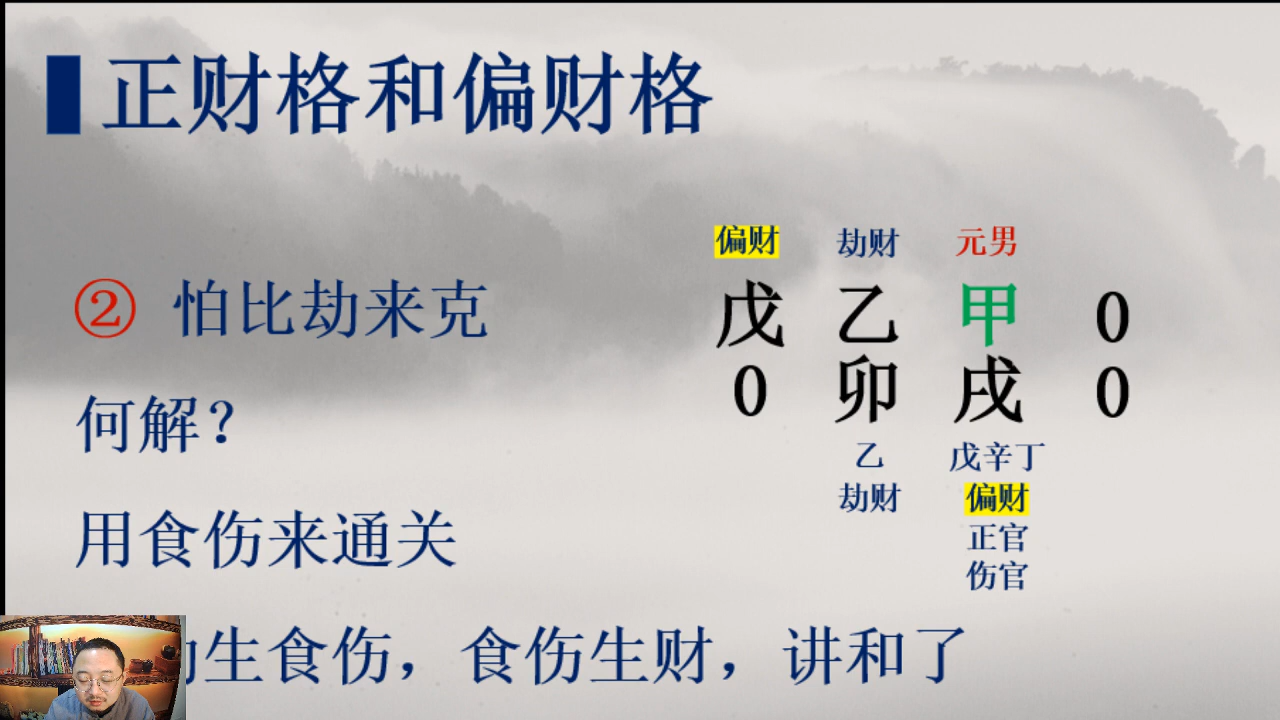 正财格和偏财格
偏财 劫财 元男
② 怕比劫来克
戊 乙 甲 0
0 卯 戌 0
何解？
乙 戊辛丁
劫财 偏财
正官
伤官
用食伤来通关
生食伤，食伤生财，讲和了